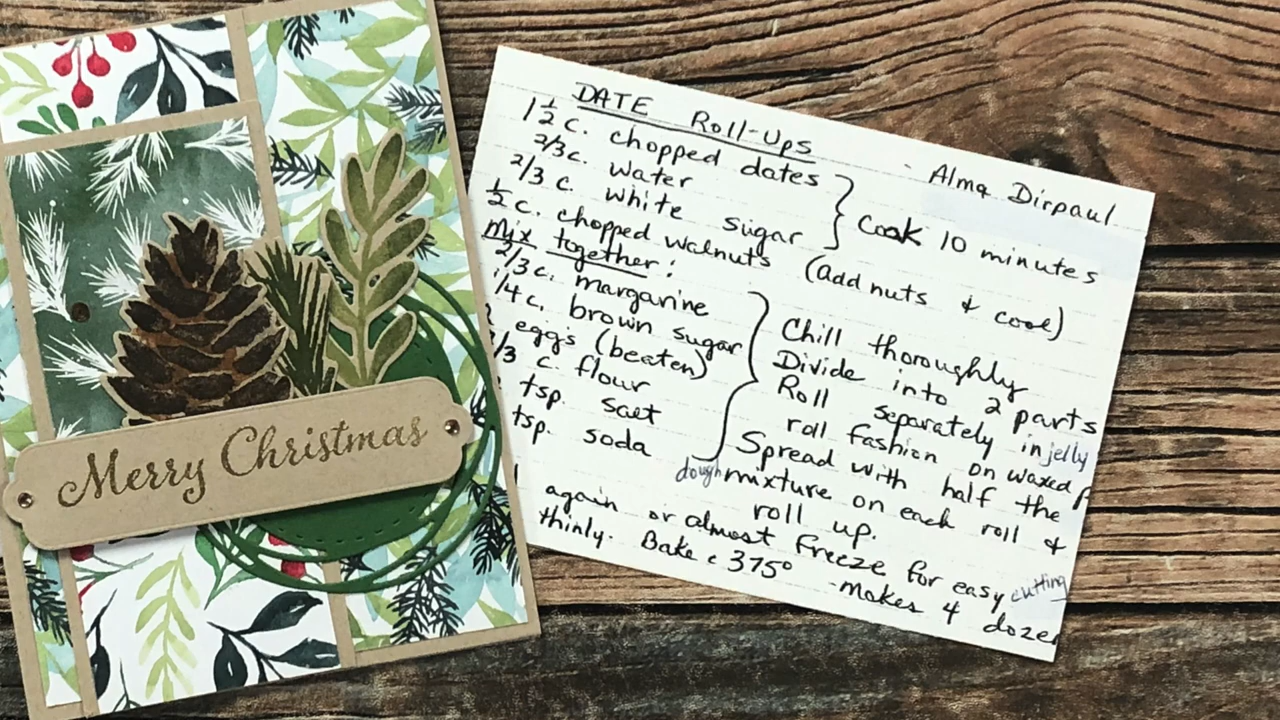 Merry Christmas
DATE Roll-Ups
- Alma Dirpaul
1 1/2 c. chopped dates
2/3 c. water
2/3 c. white sugar
} Cook 10 minutes
1/2 c. chopped walnuts (add nuts & cool)
Mix together:
2/3 c. margarine
1/4 c. brown sugar
eggs (beaten)
/3 c. flour
tsp. salt
tsp. soda
Chill thoroughly
Divide into 2 parts
Roll separately in jelly
roll fashion on waxed p
Spread with half the
dough mixture on each roll &
roll up.
again or almost freeze for easy cutting
thinly. Bake c 375° - makes 4 dozen